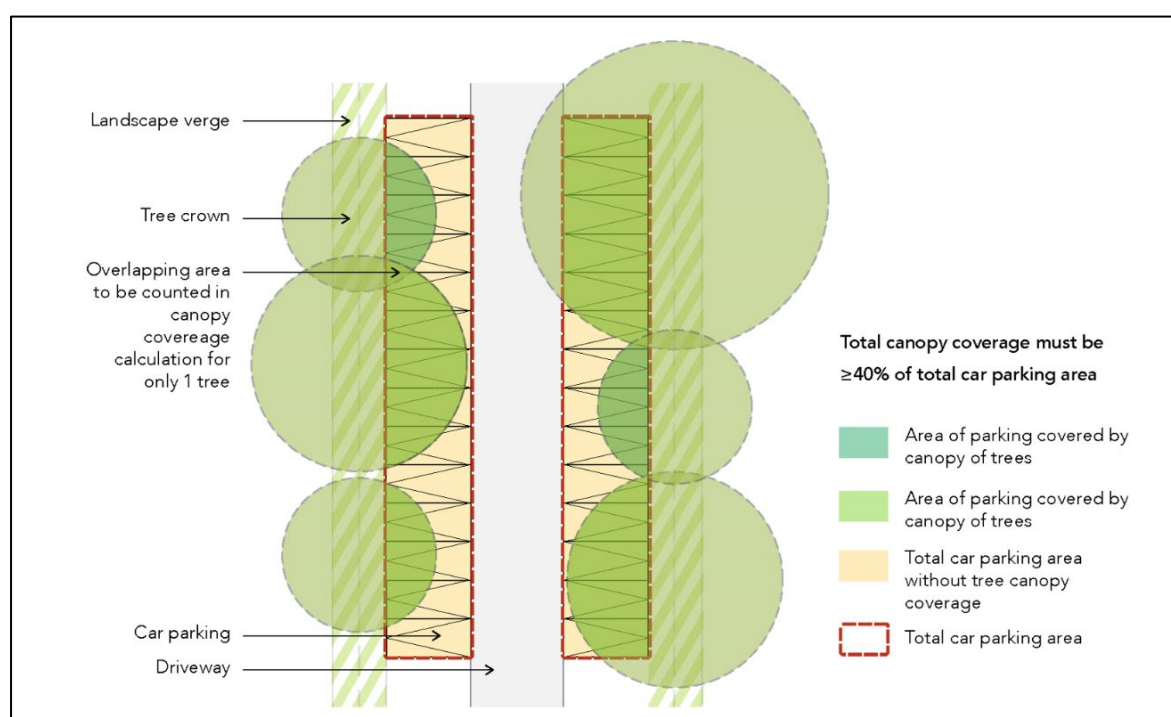 Landscape verge
Tree crown
Overlapping area
to be counted in
canopy
covereage
calculation for
only 1 tree
Car parking
Driveway
Total canopy coverage must be
≥40% of total car parking area
Area of parking covered by
canopy of trees
Area of parking covered by
canopy of trees
Total car parking area
without tree canopy
coverage
Total car parking area